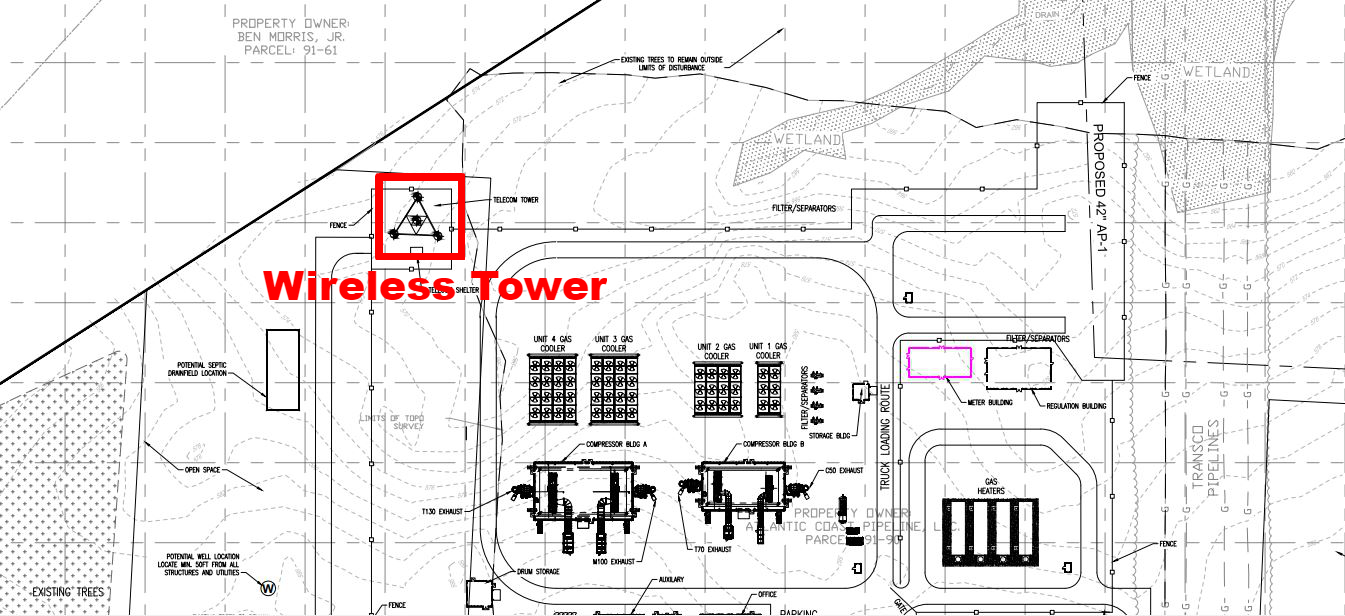 PROPERTY OWNER:
BEN MORRIS, JR.
PARCEL: 91-61
EXISTING TREES TO REMAIN OUTSIDE
LIMITS OF DISTURBANCE
DRAIN
WETLAND
FENCE
WETLAND
PROPOSED 42" AP-1
TELECOM TOWER
FILTER/SEPARATORS
FENCE
SHELTER
Wireless Tower
UNIT 4 GAS
COOLER
UNIT 3 GAS
COOLER
UNIT 2 GAS
COOLER
UNIT 1 GAS
COOLER
FILTER/SEPARATORS
FILTER/SEPARATORS
POTENTIAL SEPTIC
DRAINFIELD LOCATION
METER BUILDING
REGULATION BUILDING
STORAGE BLDG
TRUCK LOADING ROUTE
LIMITS OF TOPO
SURVEY
COMPRESSOR BLDG A
COMPRESSOR BLDG B
TRANSCO
PIPELINES
OPEN SPACE
C50 EXHAUST
GAS
HEATERS
T130 EXHAUST
PROPERTY OWNER:
ATLANTIC COAST PIPELINE, LLC.
PARCEL: 91-90
M100 EXHAUST
T70 EXHAUST
FENCE
POTENTIAL WELL LOCATION
LOCATE MIN. 50FT FROM ALL
STRUCTURES AND UTILITIES
W
DRUM STORAGE
EXISTING TREES
AUXILARY
OFFICE
FENCE
PARKING
GATE